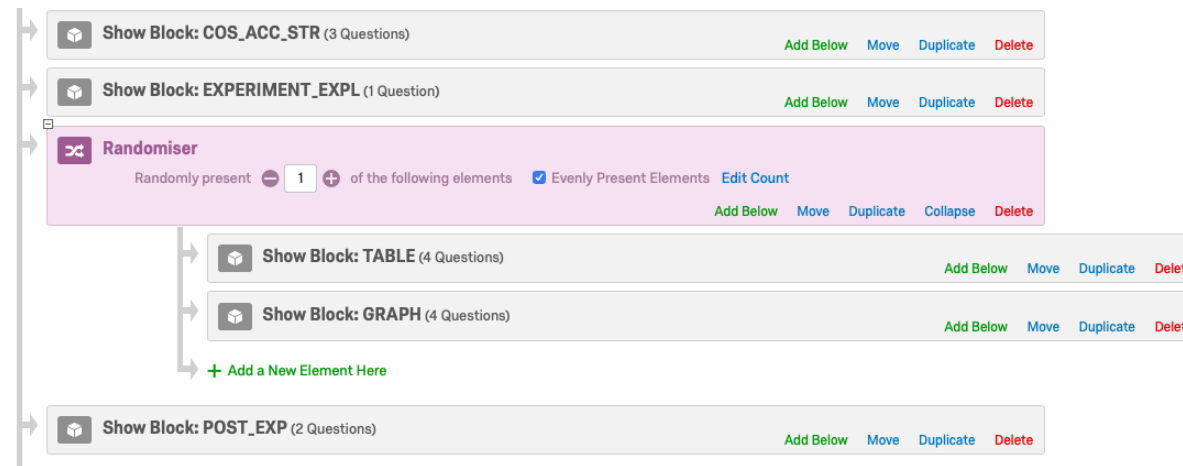 Show Block: COS_ACC_STR (3 Questions)
Add Below Move Duplicate Delete
Show Block: EXPERIMENT_EXPL (1 Question)
Add Below Move Duplicate Delete
Randomiser
Randomly present 1 of the following elements Evenly Present Elements Edit Count
Add Below Move Duplicate Collapse Delete
Show Block: TABLE (4 Questions)
Add Below Move Duplicate Delet
Show Block: GRAPH (4 Questions)
Add Below Move Duplicate Delet
+ Add a New Element Here
Show Block: POST_EXP (2 Questions)
Add Below Move Duplicate Delete